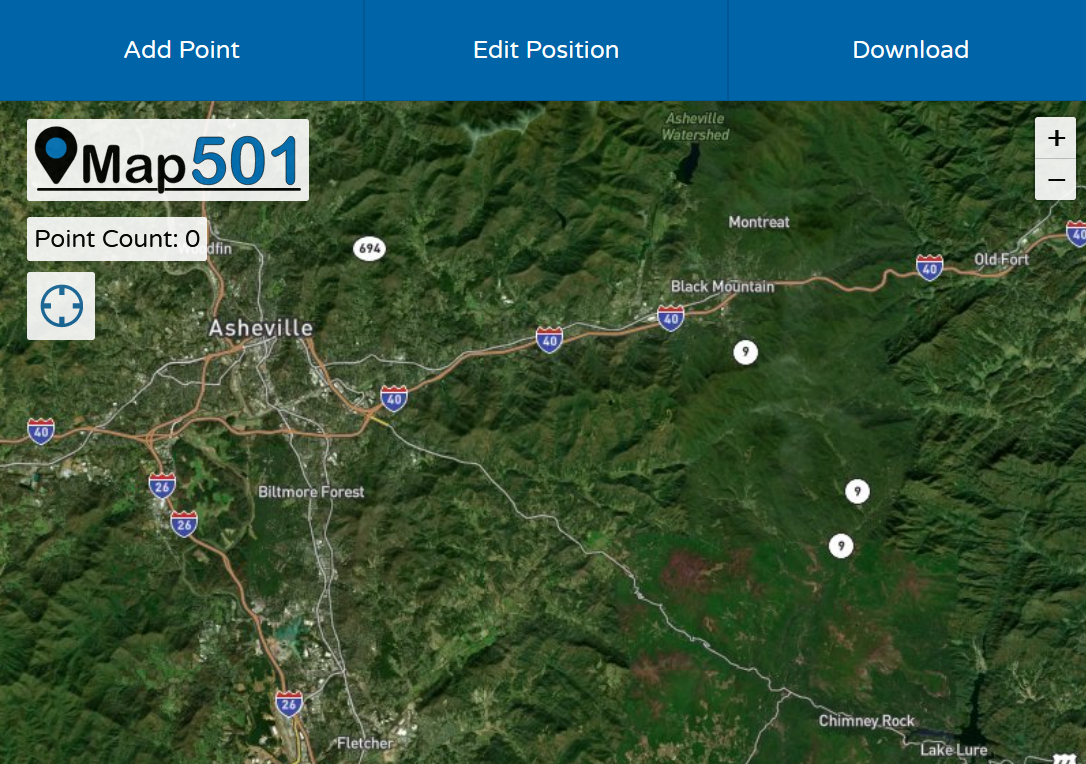 Add Point
Edit Position
Download
Map501
Asheville
Watershed
+
−
Point Count: 0
Montreat
694
40
Old Fort
40
Black Mountain
40
Asheville
40
9
40
40
26
Biltmore Forest
9
26
9
26
Chimney Rock
Fletcher
Lake Lure